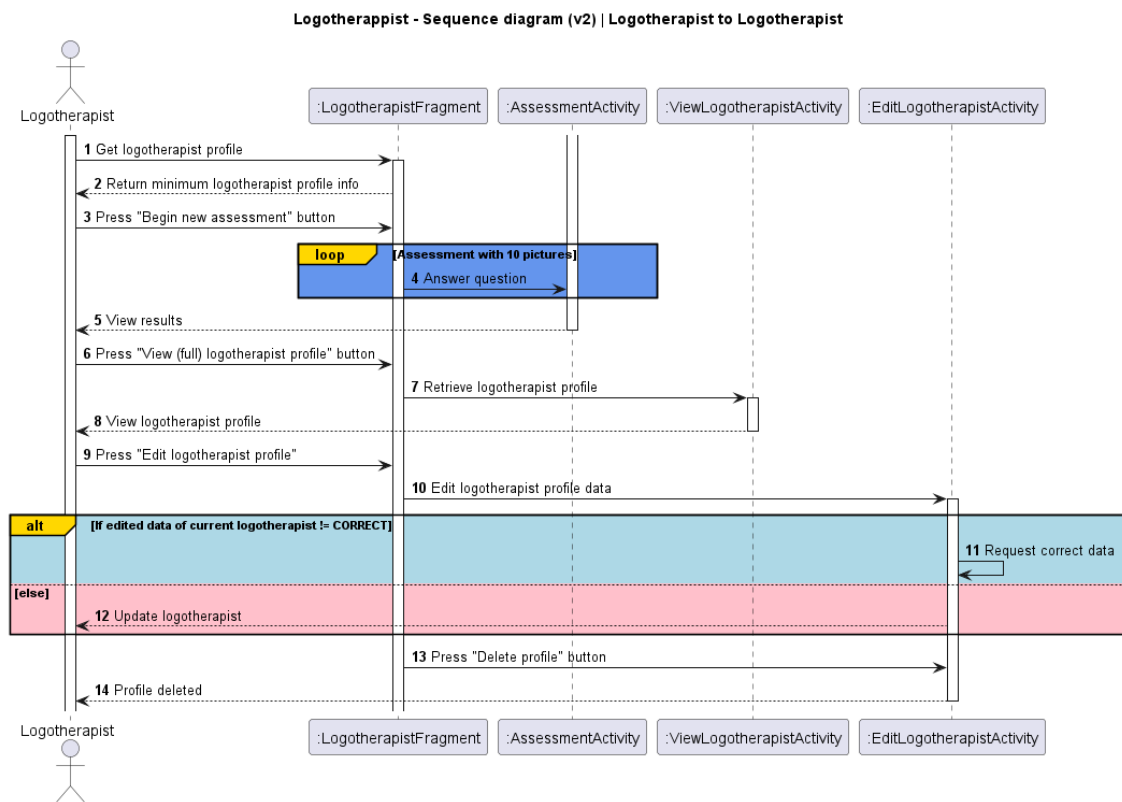 Logotherappist - Sequence diagram (v2) | Logotherapist to Logotherapist
Logotherapist
:LogotherapistFragment
:AssessmentActivity
:ViewLogotherapistActivity
:EditLogotherapistActivity
1 Get logotherapist profile
2 Return minimum logotherapist profile info
3 Press "Begin new assessment" button
loop
[Assessment with 10 pictures]
4 Answer question
5 View results
6 Press "View (full) logotherapist profile" button
7 Retrieve logotherapist profile
8 View logotherapist profile
9 Press "Edit logotherapist profile"
10 Edit logotherapist profile data
alt
[If edited data of current logotherapist != CORRECT]
11 Request correct data
[else]
12 Update logotherapist
13 Press "Delete profile" button
14 Profile deleted
Logotherapist
:LogotherapistFragment
:AssessmentActivity
:ViewLogotherapistActivity
:EditLogotherapistActivity